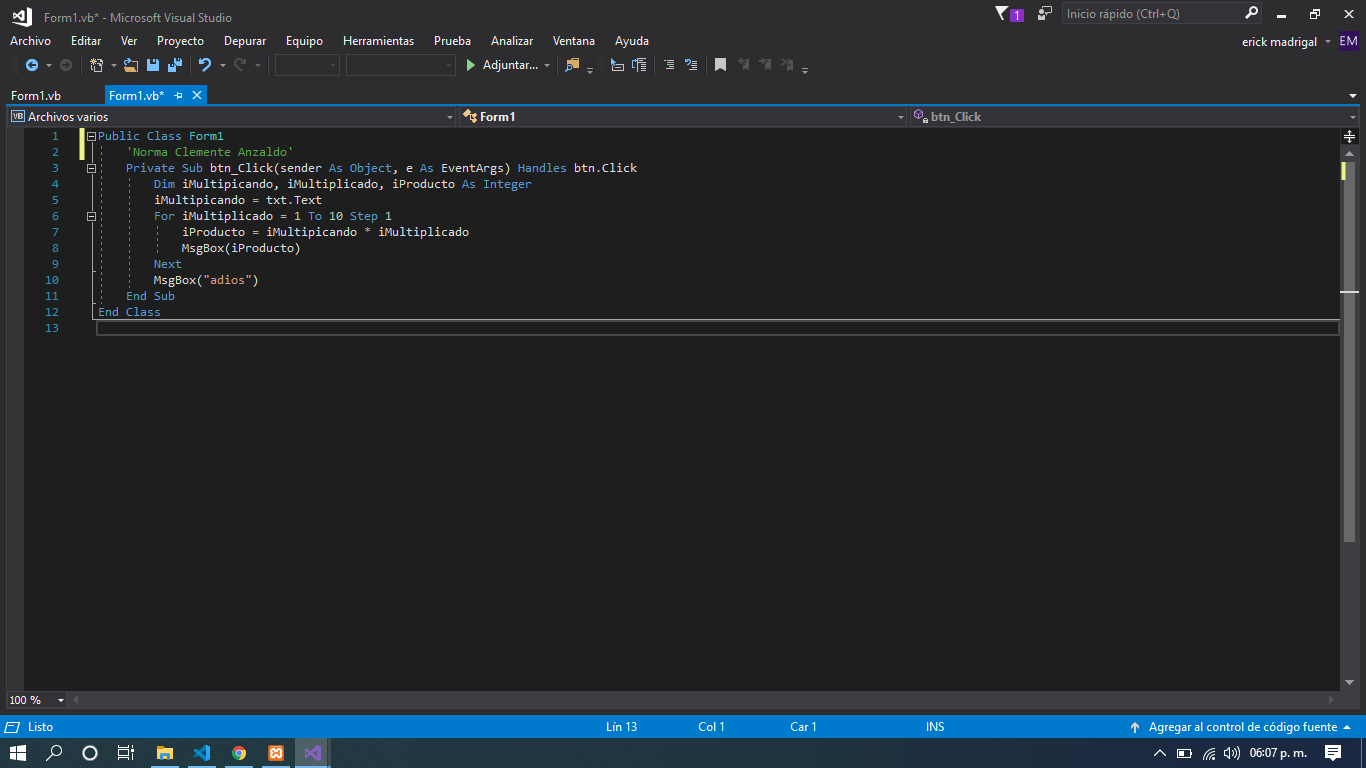 Form1.vb* - Microsoft Visual Studio
1
Inicio rápido (Ctrl+Q)
Archivo Editar Ver Proyecto Depurar Equipo Herramientas Prueba Analizar Ventana Ayuda
erick madrigal EM
Adjuntar...
Form1.vb Form1.vb*
VB Archivos varios Form1 btn_Click
1 Public Class Form1
2 'Norma Clemente Anzaldo'
3 Private Sub btn_Click(sender As Object, e As EventArgs) Handles btn.Click
4 Dim iMultipicando, iMultiplicado, iProducto As Integer
5 iMultipicando = txt.Text
6 For iMultiplicado = 1 To 10 Step 1
7 iProducto = iMultipicando * iMultiplicado
8 MsgBox(iProducto)
9 Next
10 MsgBox("adios")
11 End Sub
12 End Class
13
100 %
Listo Lín 13 Col 1 Car 1 INS Agregar al control de código fuente
06:07 p. m.